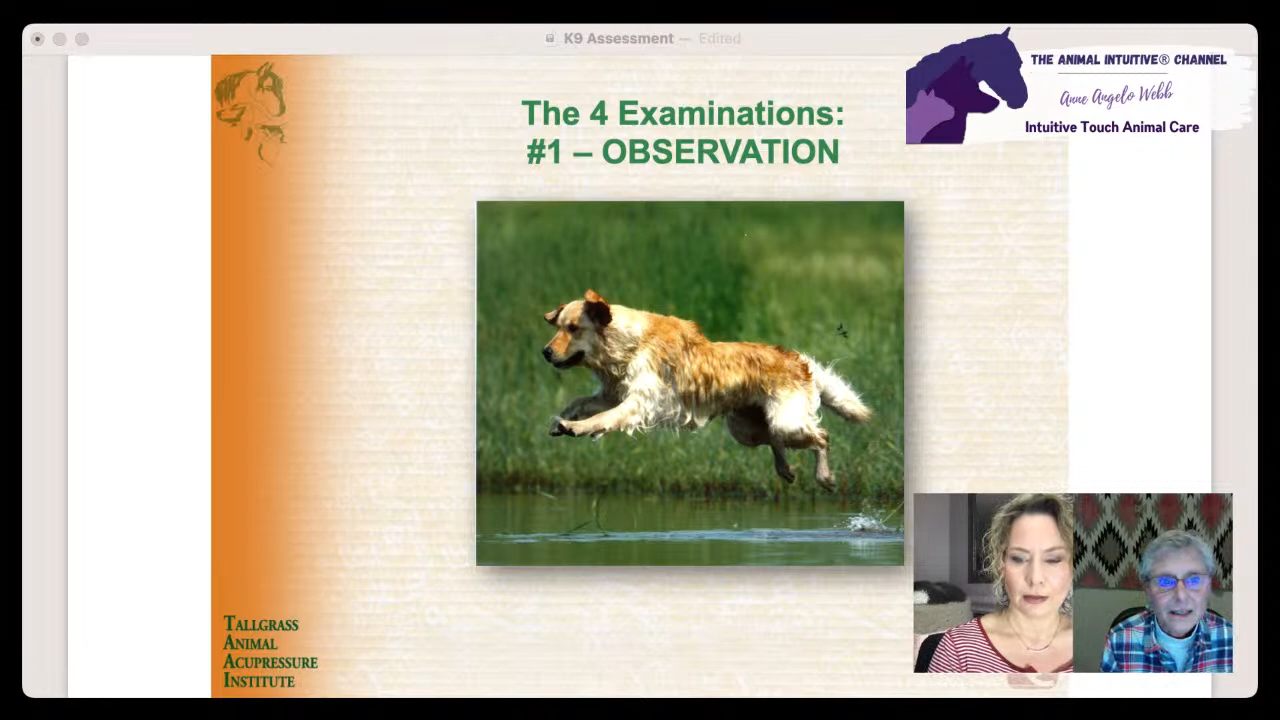 K9 Assessment — Edited
THE ANIMAL INTUITIVE® CHANNEL
Anne Angelo Webb
Intuitive Touch Animal Care
The 4 Examinations:
#1 – OBSERVATION
TALLGRASS
ANIMAL
ACUPRESSURE
INSTITUTE